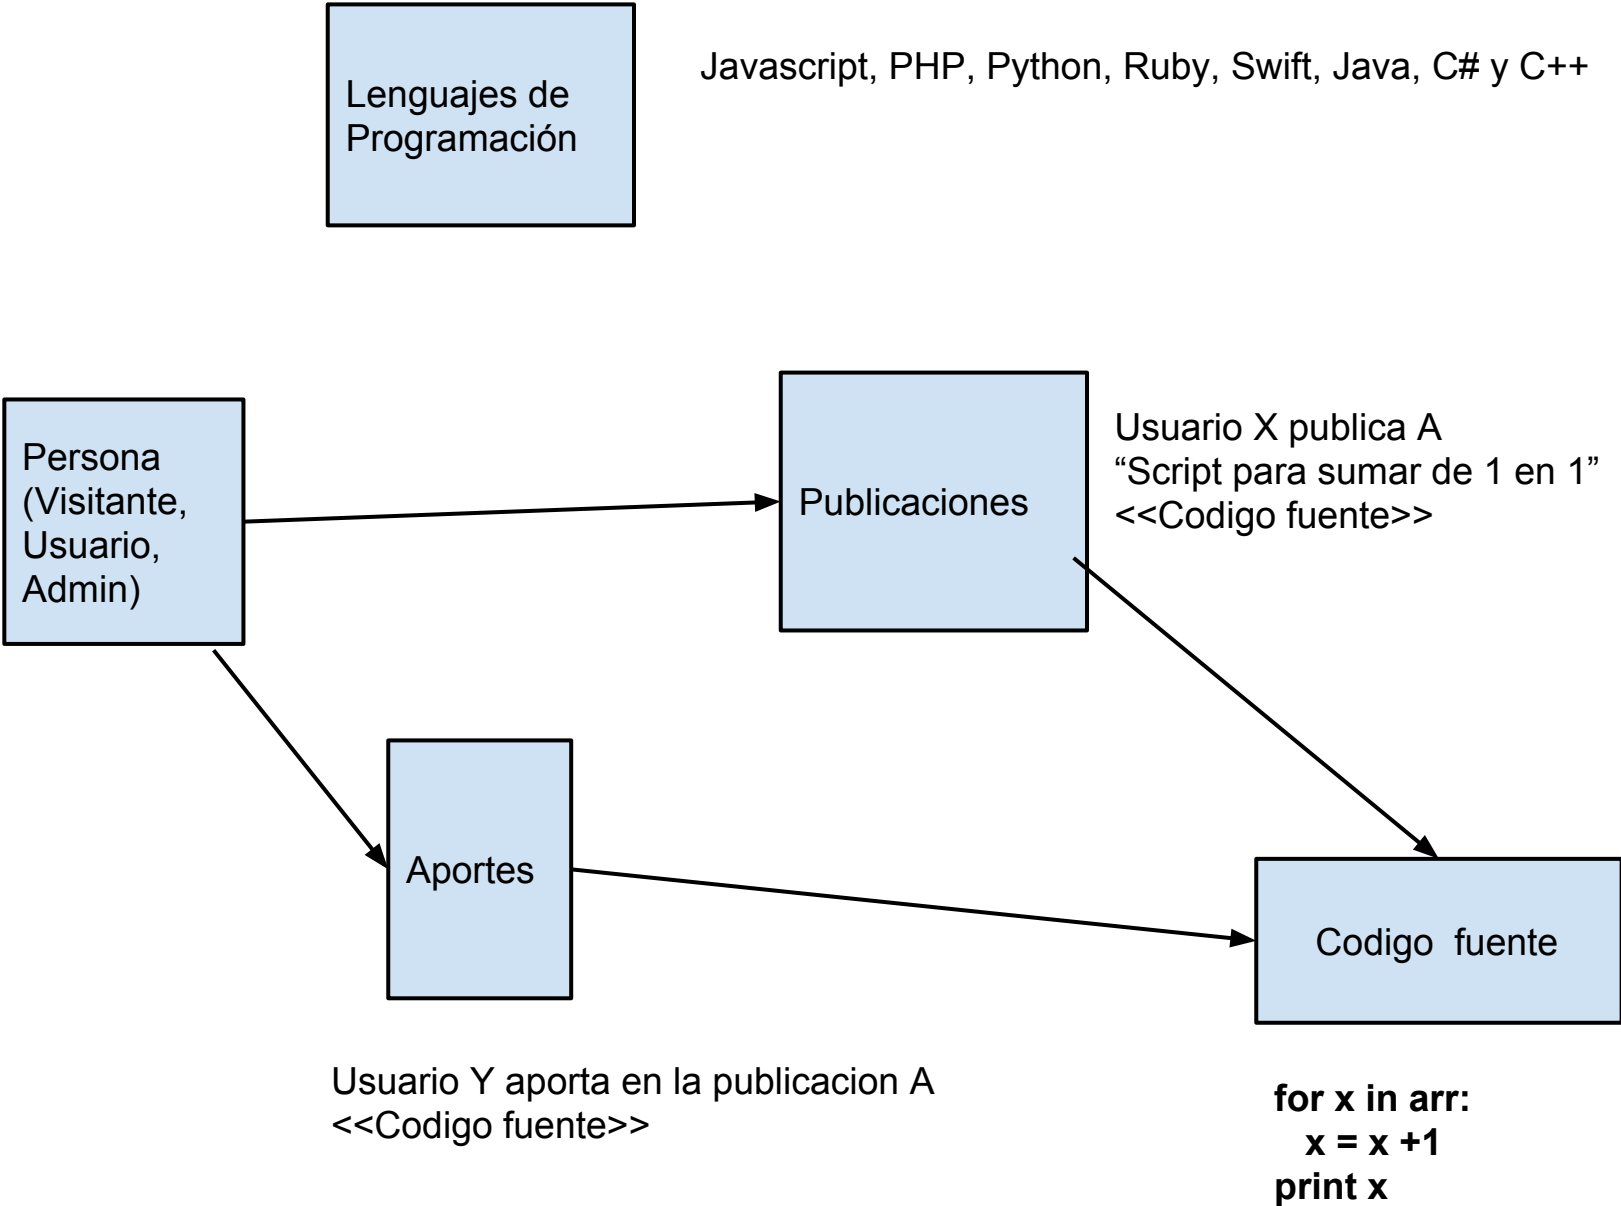 Lenguajes de
Programación
Javascript, PHP, Python, Ruby, Swift, Java, C# y C++
Persona
(Visitante,
Usuario,
Admin)
Publicaciones
Usuario X publica A
“Script para sumar de 1 en 1”
<<Codigo fuente>>
Aportes
Usuario Y aporta en la publicacion A
<<Codigo fuente>>
Codigo fuente
for x in arr:
x = x +1
print x